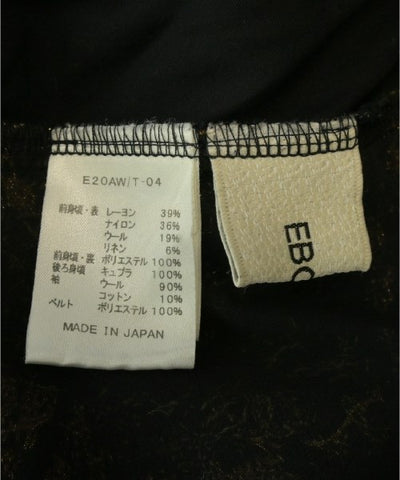 E20AW/T-04
前身頃・表 レーヨン 39%
ナイロン 36%
ウール 19%
リネン 6%
前身頃・裏 ポリエステル 100%
後ろ身頃 キュプラ 100%
袖 ウール 90%
コットン 10%
ベルト ポリエステル 100%
MADE IN JAPAN
EBO